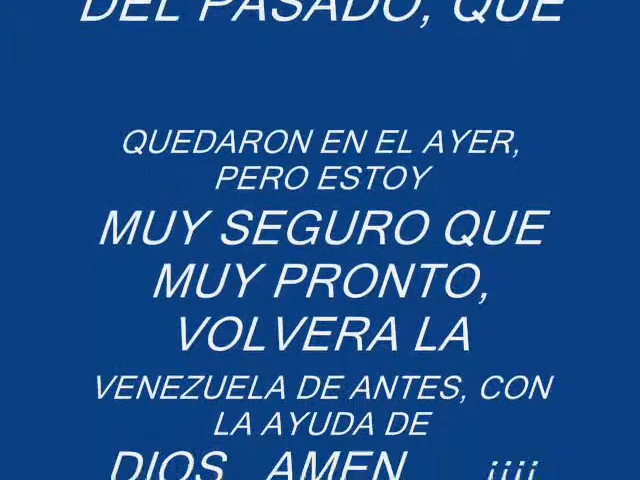 DEL PASADO, QUE
QUEDARON EN EL AYER,
PERO ESTOY
MUY SEGURO QUE
MUY PRONTO,
VOLVERA LA
VENEZUELA DE ANTES, CON
LA AYUDA DE
DIOS AMEN ¡¡¡¡